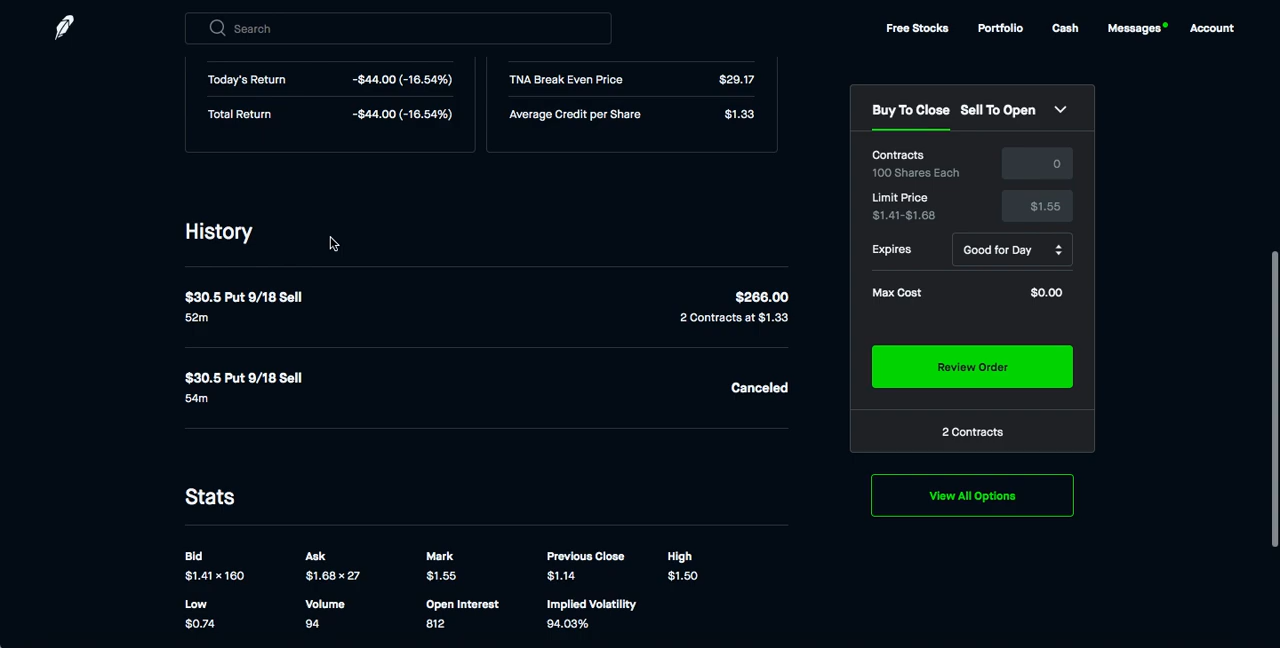 Search
Free Stocks Portfolio Cash Messages Account
Today's Return -$44.00 (-16.54%)
Total Return -$44.00 (-16.54%)
TNA Break Even Price $29.17
Average Credit per Share $1.33
History
$30.5 Put 9/18 Sell $266.00
52m 2 Contracts at $1.33
$30.5 Put 9/18 Sell Canceled
54m
Stats
Bid Ask Mark Previous Close High
$1.41 × 160 $1.68 × 27 $1.55 $1.14 $1.50
Low Volume Open Interest Implied Volatility
$0.74 94 812 94.03%
Buy To Close Sell To Open
Contracts 0
100 Shares Each
Limit Price $1.55
$1.41-$1.68
Expires Good for Day
Max Cost $0.00
Review Order
2 Contracts
View All Options